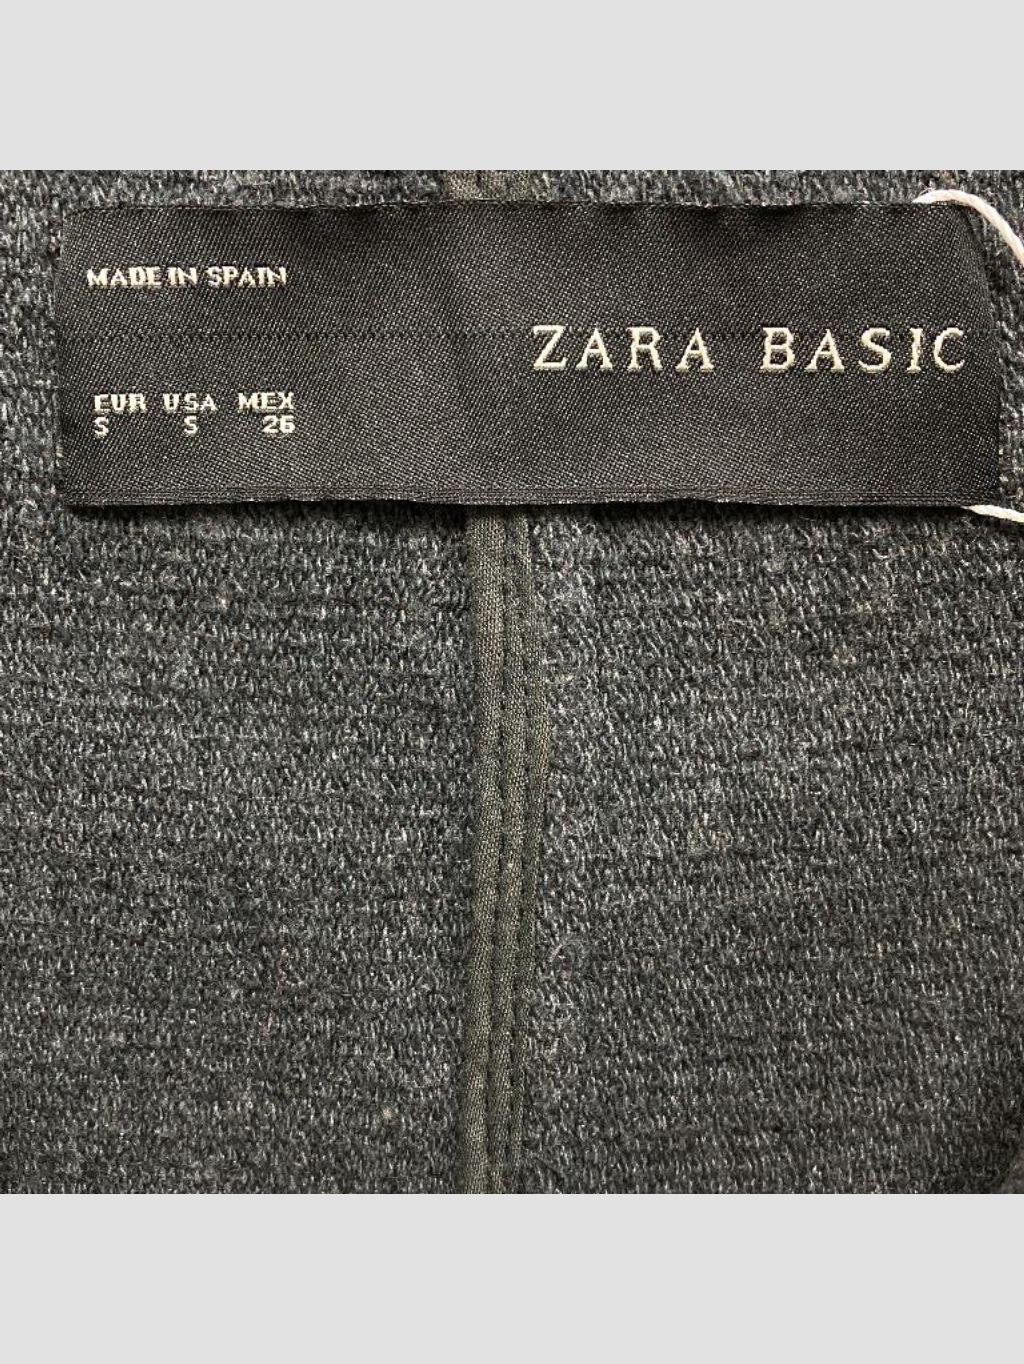 MADE IN SPAIN
ZARA BASIC
EUR USA MEX
S S 26